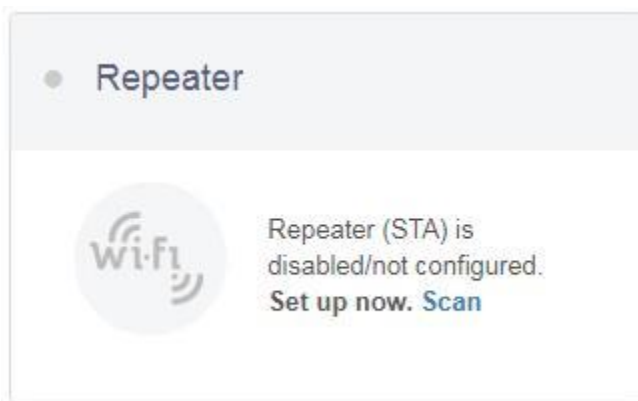 Repeater
Wi-Fi
Repeater (STA) is
disabled/not configured.
Set up now. Scan